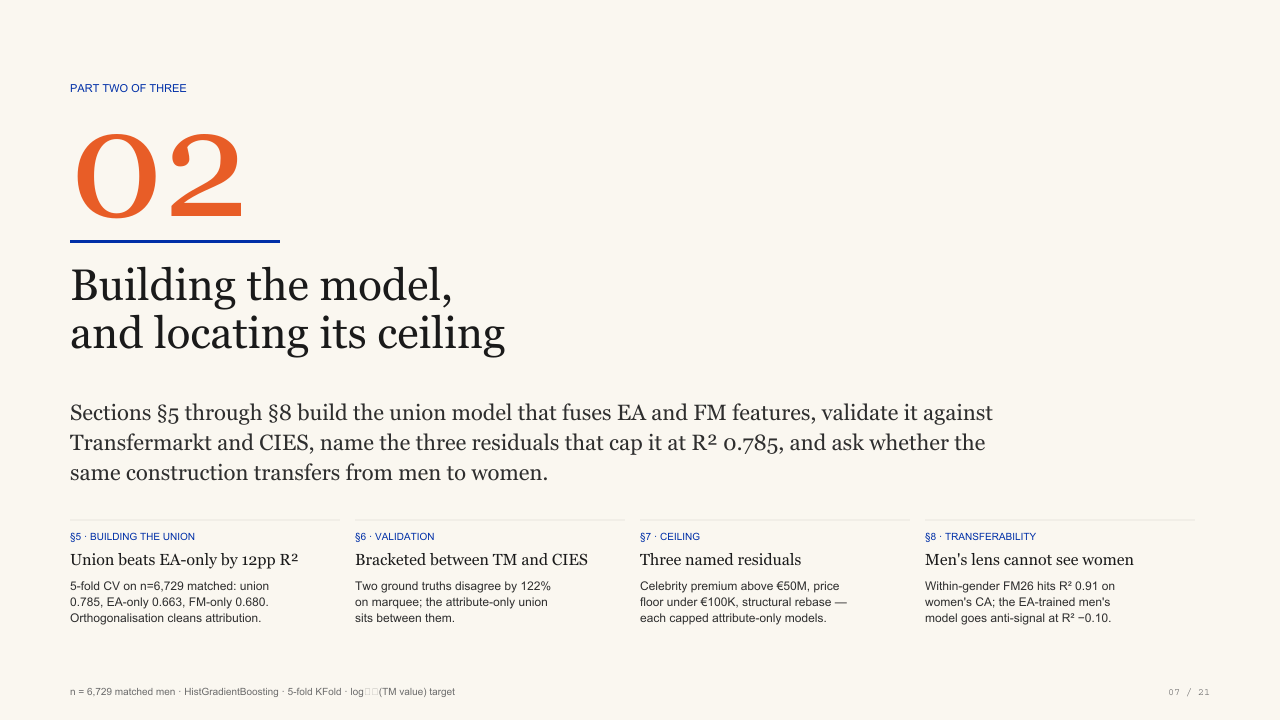 PART TWO OF THREE
02
Building the model,
and locating its ceiling
Sections §5 through §8 build the union model that fuses EA and FM features, validate it against
Transfermarkt and CIES, name the three residuals that cap it at R² 0.785, and ask whether the
same construction transfers from men to women.
§5 · BUILDING THE UNION
Union beats EA-only by 12pp R²
5-fold CV on n=6,729 matched: union
0.785, EA-only 0.663, FM-only 0.680.
Orthogonalisation cleans attribution.
§6 · VALIDATION
Bracketed between TM and CIES
Two ground truths disagree by 122%
on marquee; the attribute-only union
sits between them.
§7 · CEILING
Three named residuals
Celebrity premium above €50M, price
floor under €100K, structural rebase —
each capped attribute-only models.
§8 · TRANSFERABILITY
Men's lens cannot see women
Within-gender FM26 hits R² 0.91 on
women's CA; the EA-trained men's
model goes anti-signal at R² −0.10.
n = 6,729 matched men · HistGradientBoosting · 5-fold KFold · log□□(TM value) target
07 / 21